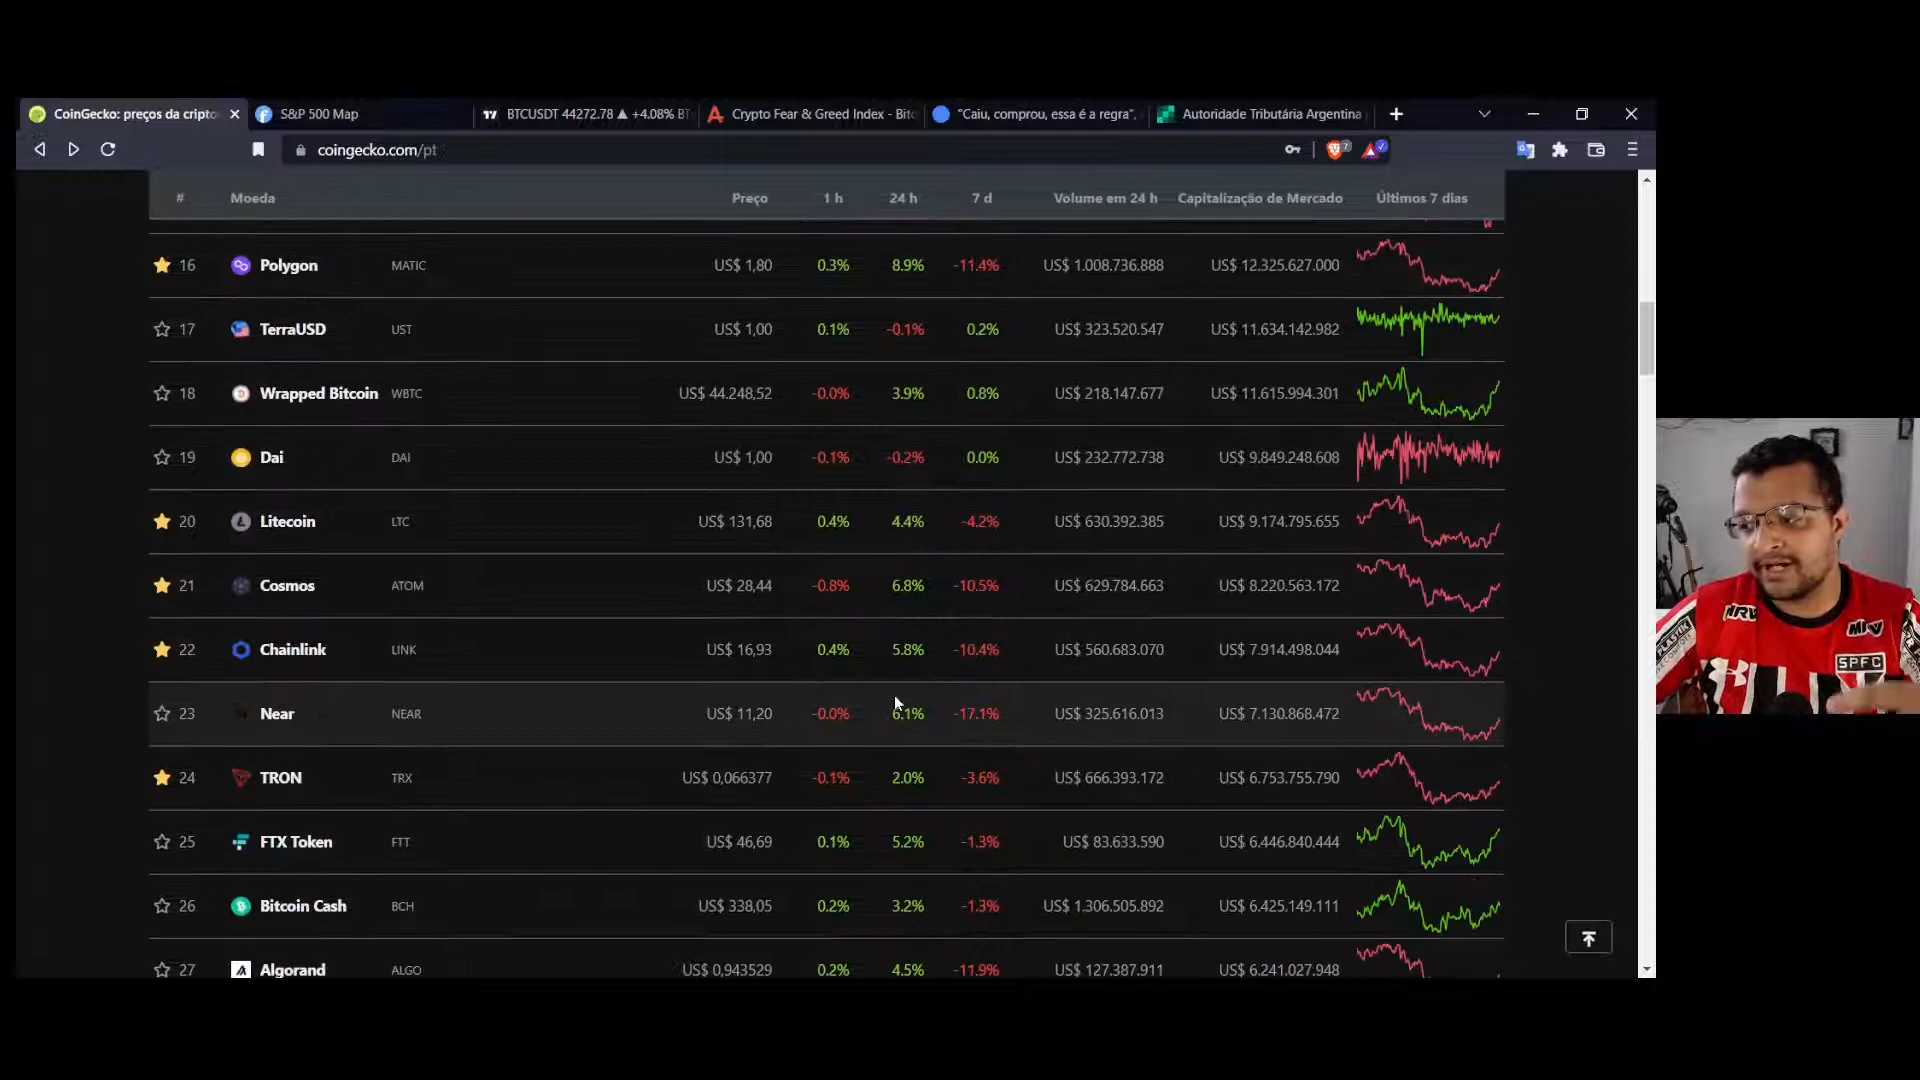 CoinGecko: preços da cripto
S&P 500 Map
BTCUSDT 44272.78 ▲ +4.08% BT
Crypto Fear & Greed Index - Bitc
"Caiu, comprou, essa é a regra",
Autoridade Tributária Argentina
coingecko.com/pt
# Moeda Preço 1 h 24 h 7 d Volume em 24 h Capitalização de Mercado Últimos 7 dias
16 Polygon MATIC US$ 1,80 0.3% 8.9% -11.4% US$ 1.008.736.888 US$ 12.325.627.000
17 TerraUSD UST US$ 1,00 0.1% -0.1% 0.2% US$ 323.520.547 US$ 11.634.142.982
18 Wrapped Bitcoin WBTC US$ 44.248,52 -0.0% 3.9% 0.8% US$ 218.147.677 US$ 11.615.994.301
19 Dai DAI US$ 1,00 -0.1% -0.2% 0.0% US$ 232.772.738 US$ 9.849.248.608
20 Litecoin LTC US$ 131,68 0.4% 4.4% -4.2% US$ 630.392.385 US$ 9.174.795.655
21 Cosmos ATOM US$ 28,44 -0.8% 6.8% -10.5% US$ 629.784.663 US$ 8.220.563.172
22 Chainlink LINK US$ 16,93 0.4% 5.8% -10.4% US$ 560.683.070 US$ 7.914.498.044
23 Near NEAR US$ 11,20 -0.0% 6.1% -17.1% US$ 325.616.013 US$ 7.130.868.472
24 TRON TRX US$ 0,066377 -0.1% 2.0% -3.6% US$ 666.393.172 US$ 6.753.755.790
25 FTX Token FTT US$ 46,69 0.1% 5.2% -1.3% US$ 83.633.590 US$ 6.446.840.444
26 Bitcoin Cash BCH US$ 338,05 0.2% 3.2% -1.3% US$ 1.306.505.892 US$ 6.425.149.111
27 Algorand ALGO US$ 0,943529 0.2% 4.5% -11.9% US$ 127.387.911 US$ 6.241.027.948
MRV
MRV
SPFC